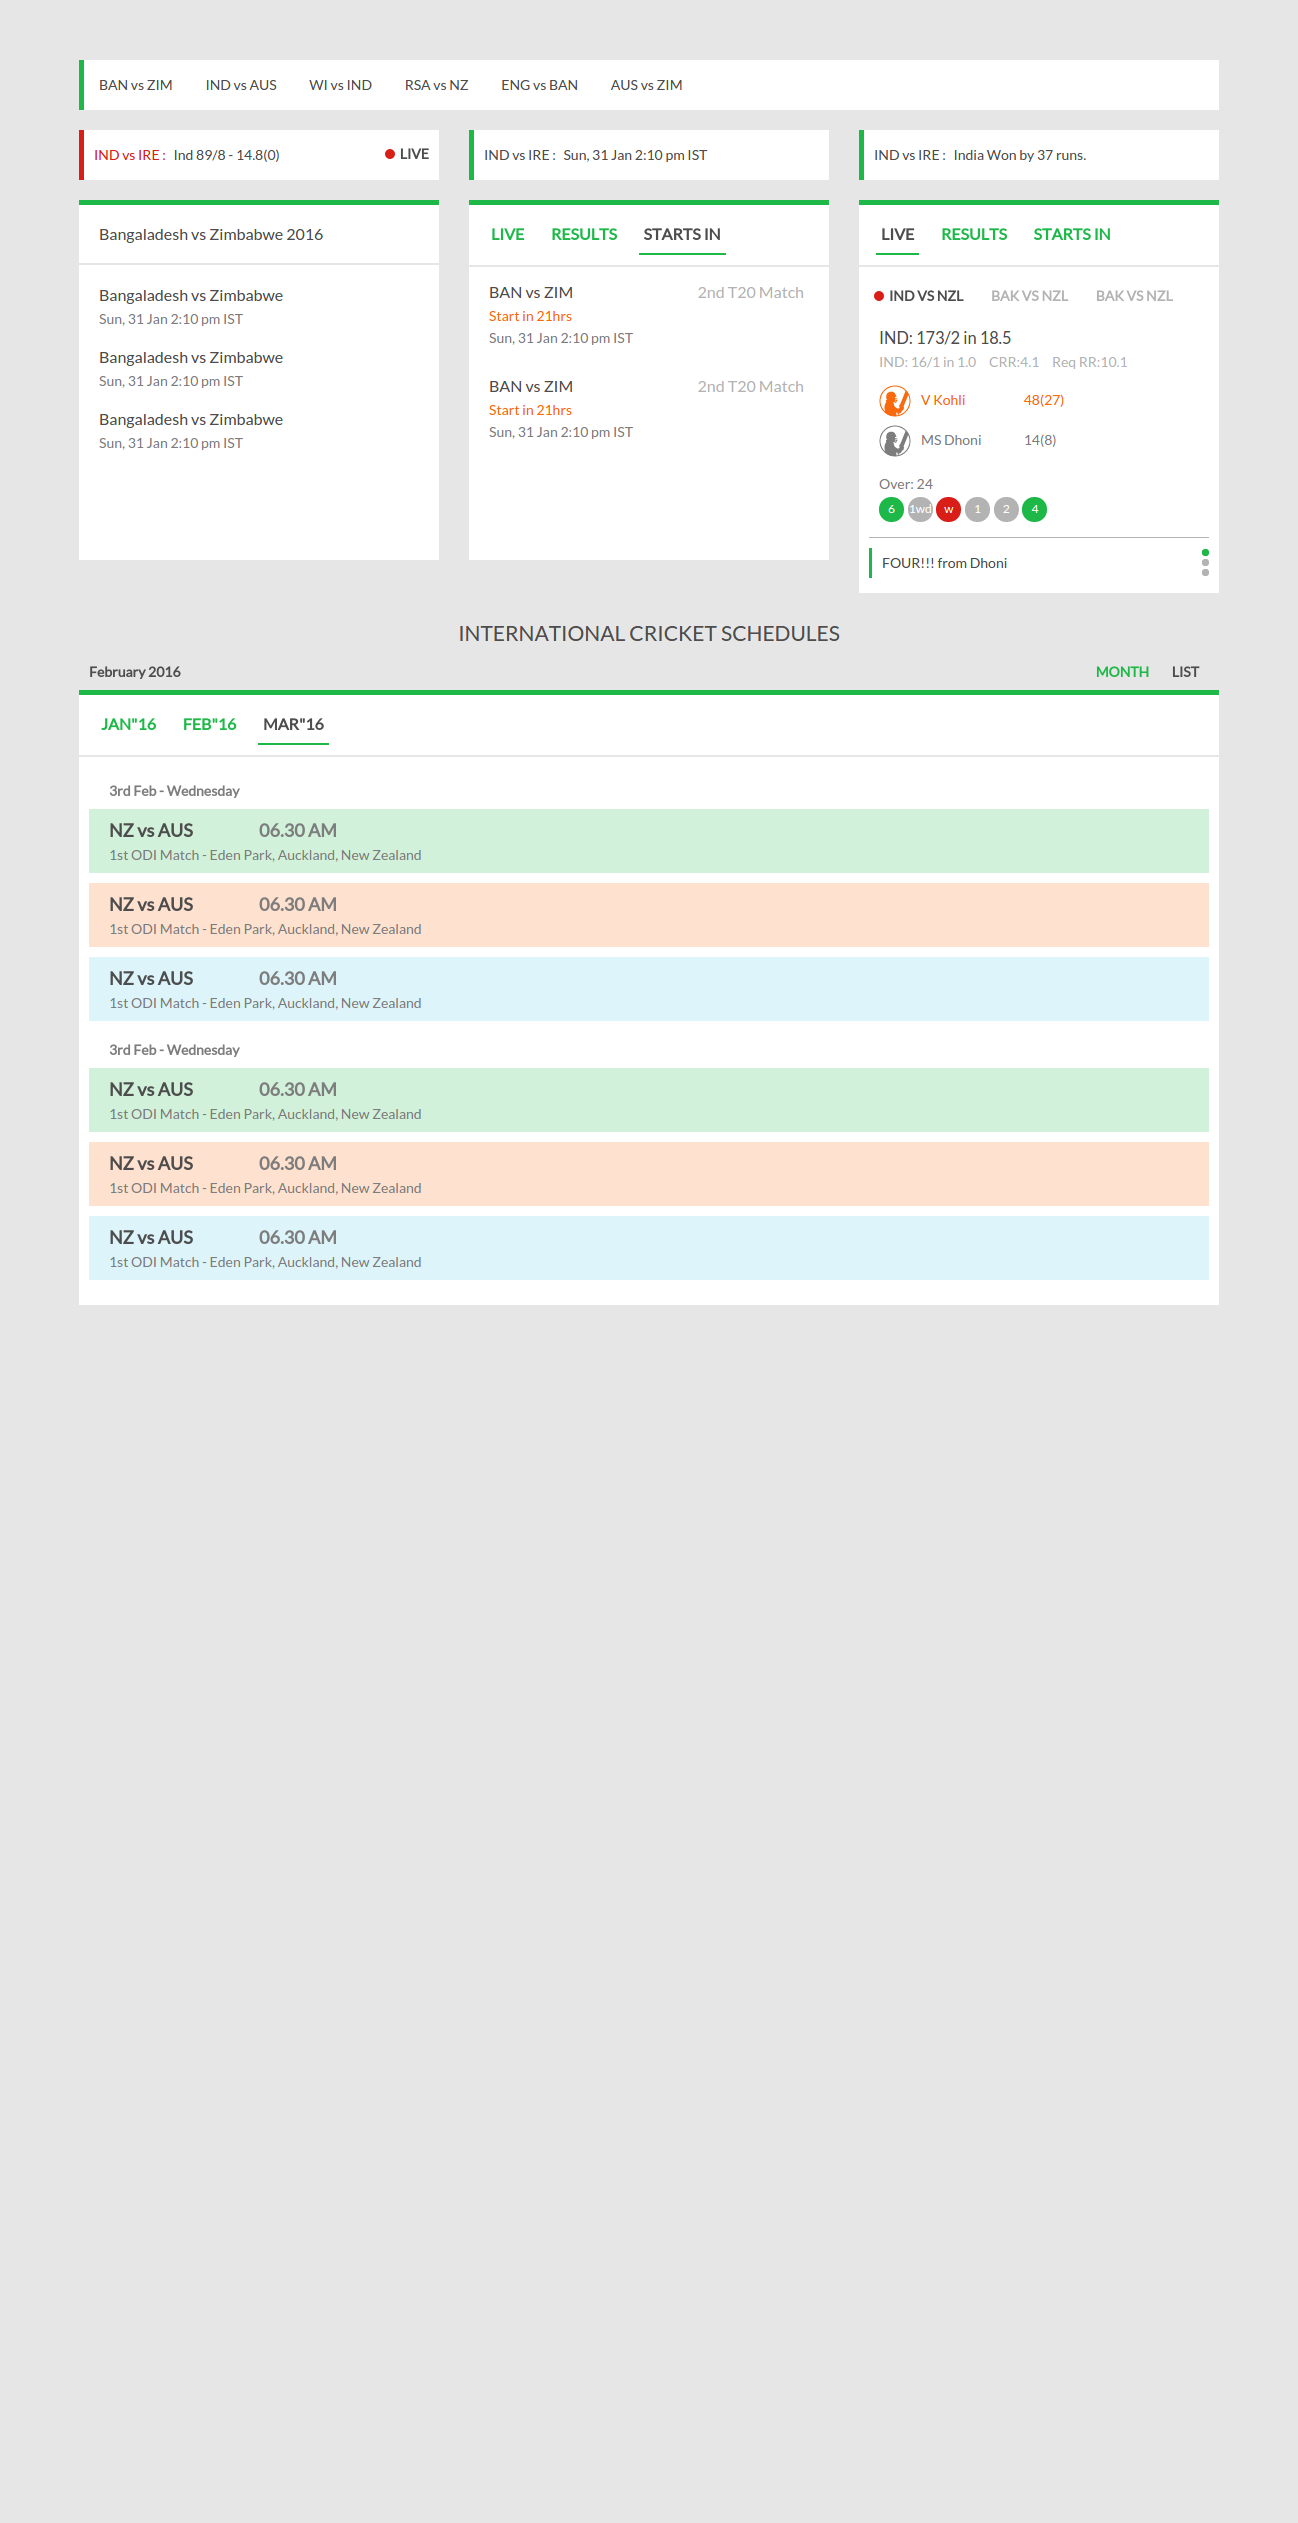 BAN vs ZIM IND vs AUS WI vs IND RSA vs NZ ENG vs BAN AUS vs ZIM
IND vs IRE : Ind 89/8 - 14.8(0) LIVE
IND vs IRE : Sun, 31 Jan 2:10 pm IST
IND vs IRE : India Won by 37 runs.
Bangaladesh vs Zimbabwe 2016
Bangaladesh vs Zimbabwe
Sun, 31 Jan 2:10 pm IST
Bangaladesh vs Zimbabwe
Sun, 31 Jan 2:10 pm IST
Bangaladesh vs Zimbabwe
Sun, 31 Jan 2:10 pm IST
LIVE RESULTS STARTS IN
BAN vs ZIM 2nd T20 Match
Start in 21hrs
Sun, 31 Jan 2:10 pm IST
BAN vs ZIM 2nd T20 Match
Start in 21hrs
Sun, 31 Jan 2:10 pm IST
LIVE RESULTS STARTS IN
IND VS NZL BAK VS NZL BAK VS NZL
IND: 173/2 in 18.5
IND: 16/1 in 1.0 CRR:4.1 Req RR:10.1
V Kohli 48(27)
MS Dhoni 14(8)
Over: 24
6 1wd w 1 2 4
FOUR!!! from Dhoni
INTERNATIONAL CRICKET SCHEDULES
February 2016 MONTH LIST
JAN"16 FEB"16 MAR"16
3rd Feb - Wednesday
NZ vs AUS 06.30 AM
1st ODI Match - Eden Park, Auckland, New Zealand
NZ vs AUS 06.30 AM
1st ODI Match - Eden Park, Auckland, New Zealand
NZ vs AUS 06.30 AM
1st ODI Match - Eden Park, Auckland, New Zealand
3rd Feb - Wednesday
NZ vs AUS 06.30 AM
1st ODI Match - Eden Park, Auckland, New Zealand
NZ vs AUS 06.30 AM
1st ODI Match - Eden Park, Auckland, New Zealand
NZ vs AUS 06.30 AM
1st ODI Match - Eden Park, Auckland, New Zealand